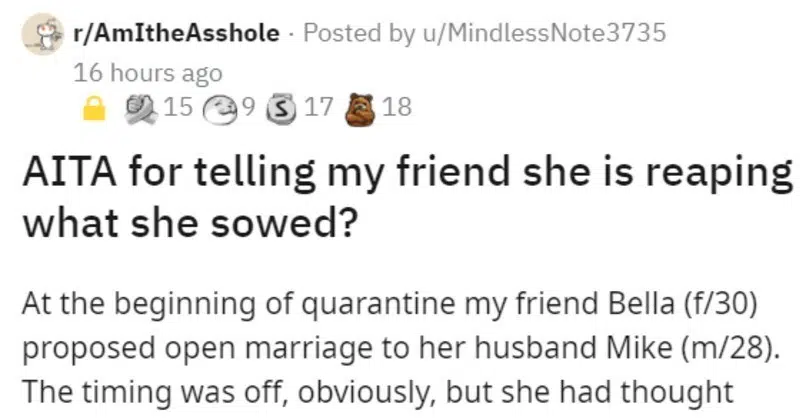 r/AmItheAsshole · Posted by u/MindlessNote3735
16 hours ago
15 9 S 17 18
AITA for telling my friend she is reaping
what she sowed?
At the beginning of quarantine my friend Bella (f/30)
proposed open marriage to her husband Mike (m/28).
The timing was off, obviously, but she had thought